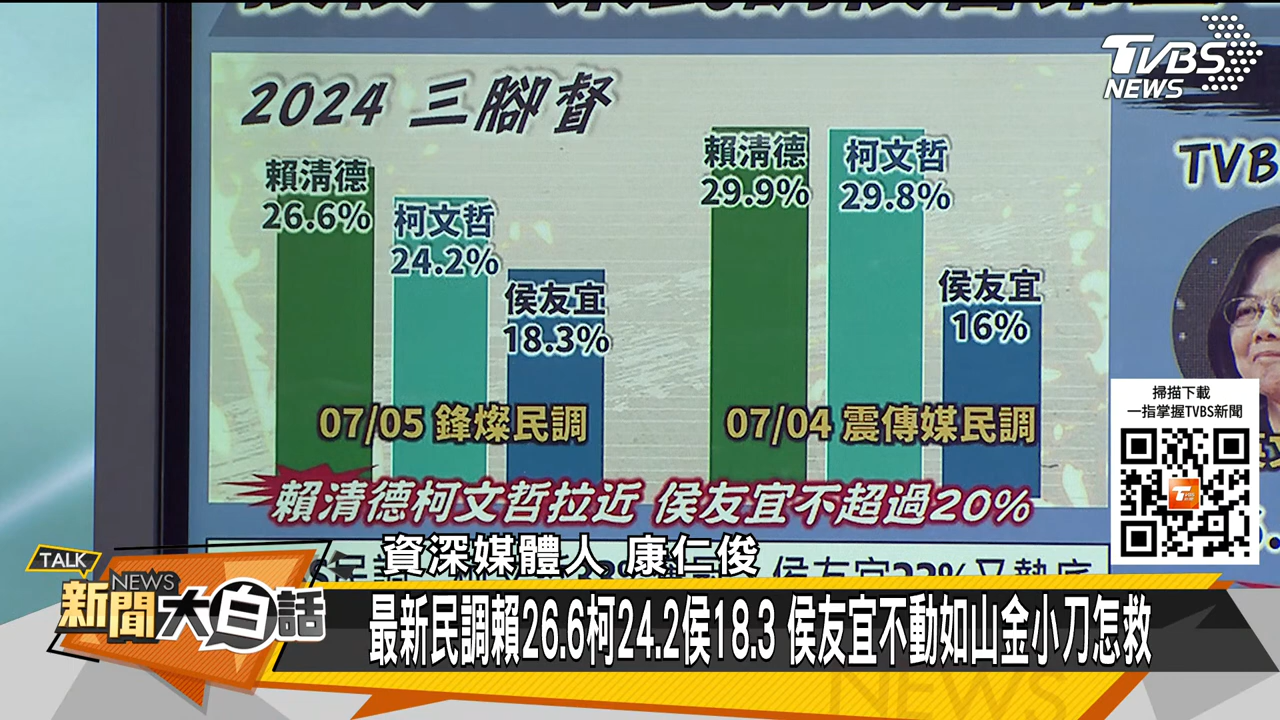 TVBS
NEWS
2024 三腳督
賴清德
26.6%
柯文哲
24.2%
侯友宜
18.3%
07/05 鋒燦民調
賴清德
29.9%
柯文哲
29.8%
侯友宜
16%
07/04 震傳媒民調
賴清德柯文哲拉近 侯友宜不超過20%
TVB
掃描下載
一指掌握TVBS新聞
資深媒體人 康仁俊
TALK
NEWS
新聞大白話
最新民調賴26.6柯24.2侯18.3 侯友宜不動如山金小刀怎救
NEWS